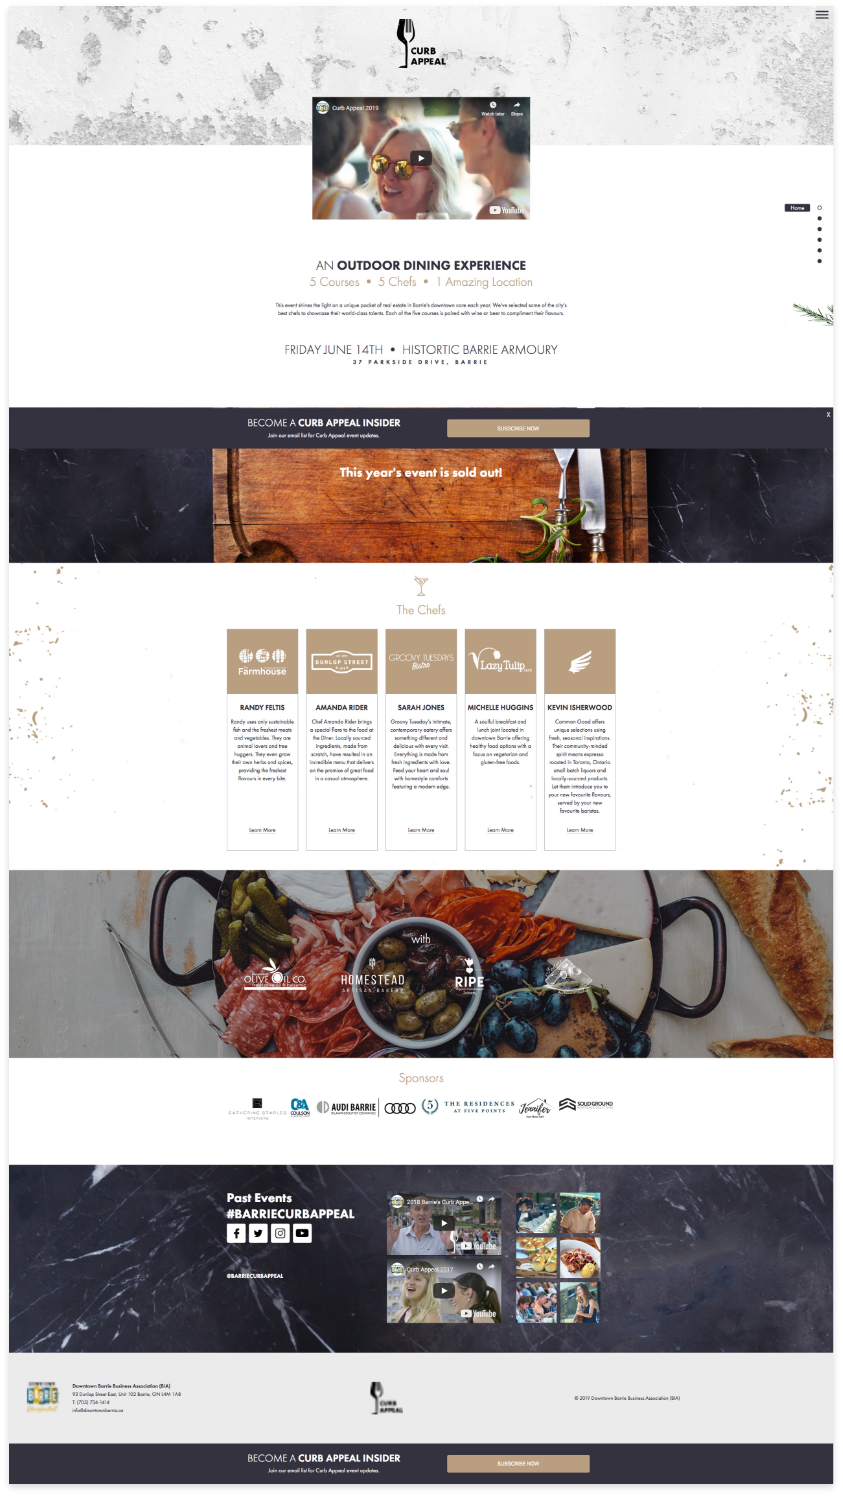 CURB
APPEAL
Curb Appeal 2019
Watch later
Share
YouTube
Home
AN OUTDOOR DINING EXPERIENCE
5 Courses • 5 Chefs • 1 Amazing Location
This event shines the light on a unique pocket of real estate in Barrie's downtown core each year. We've selected some of the city's
best chefs to showcase their world-class talents. Each of the five courses is paired with wine or beer to compliment their flavours.
FRIDAY JUNE 14TH • HISTORTIC BARRIE ARMOURY
37 PARKSIDE DRIVE, BARRIE
X
BECOME A CURB APPEAL INSIDER
Join our email list for Curb Appeal event updates.
SUBSCRIBE NOW
This year's event is sold out!
The Chefs
Farmhouse
RANDY FELTIS
Randy uses only sustainable
fish and the freshest meats
and vegetables. They are
animal lovers and tree
huggers. They even grow
their own herbs and spices,
providing the freshest
flavours in every bite.
Learn More
DUNLOP STREET
DINER
AMANDA RIDER
Chef Amanda Rider brings
a special flare to the food at
the Diner. Locally sourced
ingredients, made from
scratch, have resulted in an
incredible menu that delivers
on the promise of great food
in a casual atmosphere.
Learn More
GROOVY TUESDAYS
Bistro
SARAH JONES
Groovy Tuesday's intimate,
contemporary eatery offers
something different and
delicious with every visit.
Everything is made from
fresh ingredients with love.
Feed your heart and soul
with homestyle comforts
featuring a modern edge.
Learn More
Lazy Tulip
MICHELLE HUGGINS
A soulful breakfast and
lunch joint located in
downtown Barrie offering
healthy food options with a
focus on vegetarian and
gluten-free foods.
Learn More
KEVIN ISHERWOOD
Common Good offers
unique selections using
fresh, seasonal inspirations.
Their community-minded
spirit means espresso
roasted in Toronto, Ontario
small batch liquors and
locally-sourced products.
Let them introduce you to
your new favourite flavours,
served by your new
favourite baristas.
Learn More
with
OLIVE OIL CO.
HOMESTEAD
ARTISAN BAKERY
RIPE
Sponsors
CATHERINE STAPLES
INTERIORS
C&A
COULSON
AUDI BARRIE
5
THE RESIDENCES
AT FIVE POINTS
Jennifer
SOLIDGROUND
Past Events
#BARRIECURBAPPEAL
@BARRIECURBAPPEAL
2018 Barrie's Curb Appe
YouTube
Curb Appeal 2017
YouTube
DOWNTOWN
BARRIE
Downtown Barrie Business Association (BIA)
93 Dunlop Street East, Unit 102 Barrie, ON L4M 1A8
T. (705) 734-1414
info@downtownbarrie.ca
CURB
APPEAL
© 2019 Downtown Barrie Business Association (BIA)
BECOME A CURB APPEAL INSIDER
Join our email list for Curb Appeal event updates.
SUBSCRIBE NOW